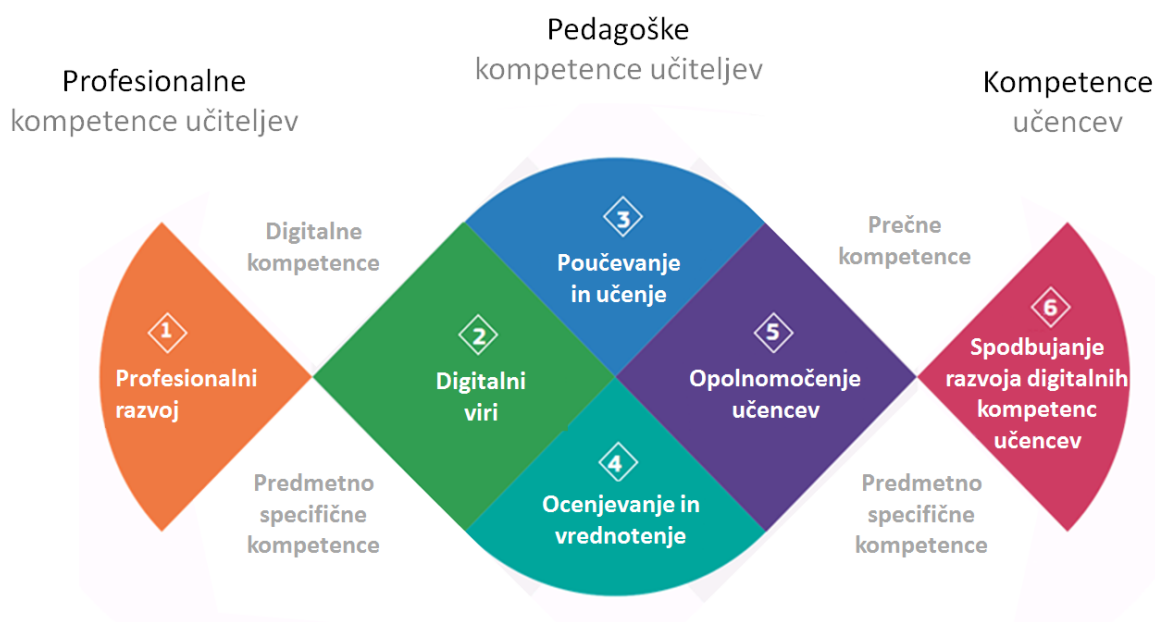 Profesionalne
kompetence učiteljev
Pedagoške
kompetence učiteljev
Kompetence
učencev
Digitalne
kompetence
Prečne
kompetence
1
Profesionalni
razvoj
2
Digitalni
viri
3
Poučevanje
in učenje
4
Ocenjevanje in
vrednotenje
5
Opolnomočenje
učencev
6
Spodbujanje
razvoja digitalnih
kompetenc
učencev
Predmetno
specifične
kompetence
Predmetno
specifične
kompetence